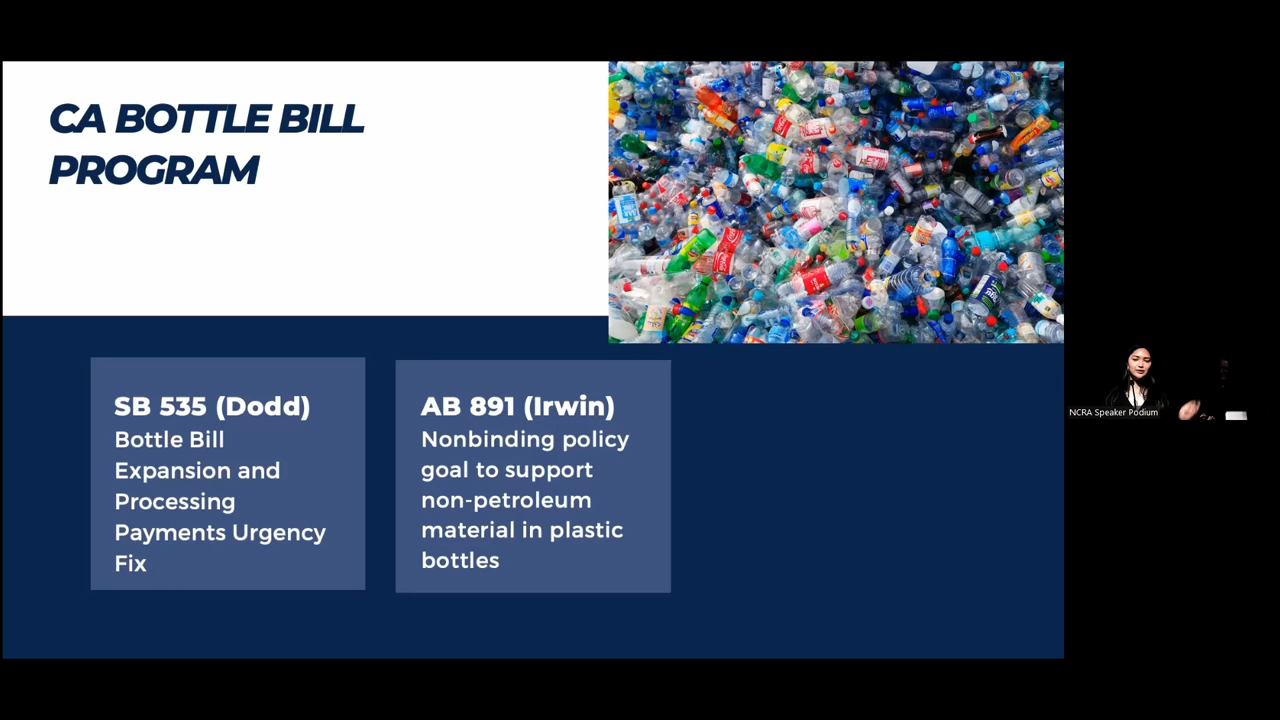 CA BOTTLE BILL
PROGRAM
SB 535 (Dodd)
Bottle Bill
Expansion and
Processing
Payments Urgency
Fix
AB 891 (Irwin)
Nonbinding policy
goal to support
non-petroleum
material in plastic
bottles
NCRA Speaker Podium